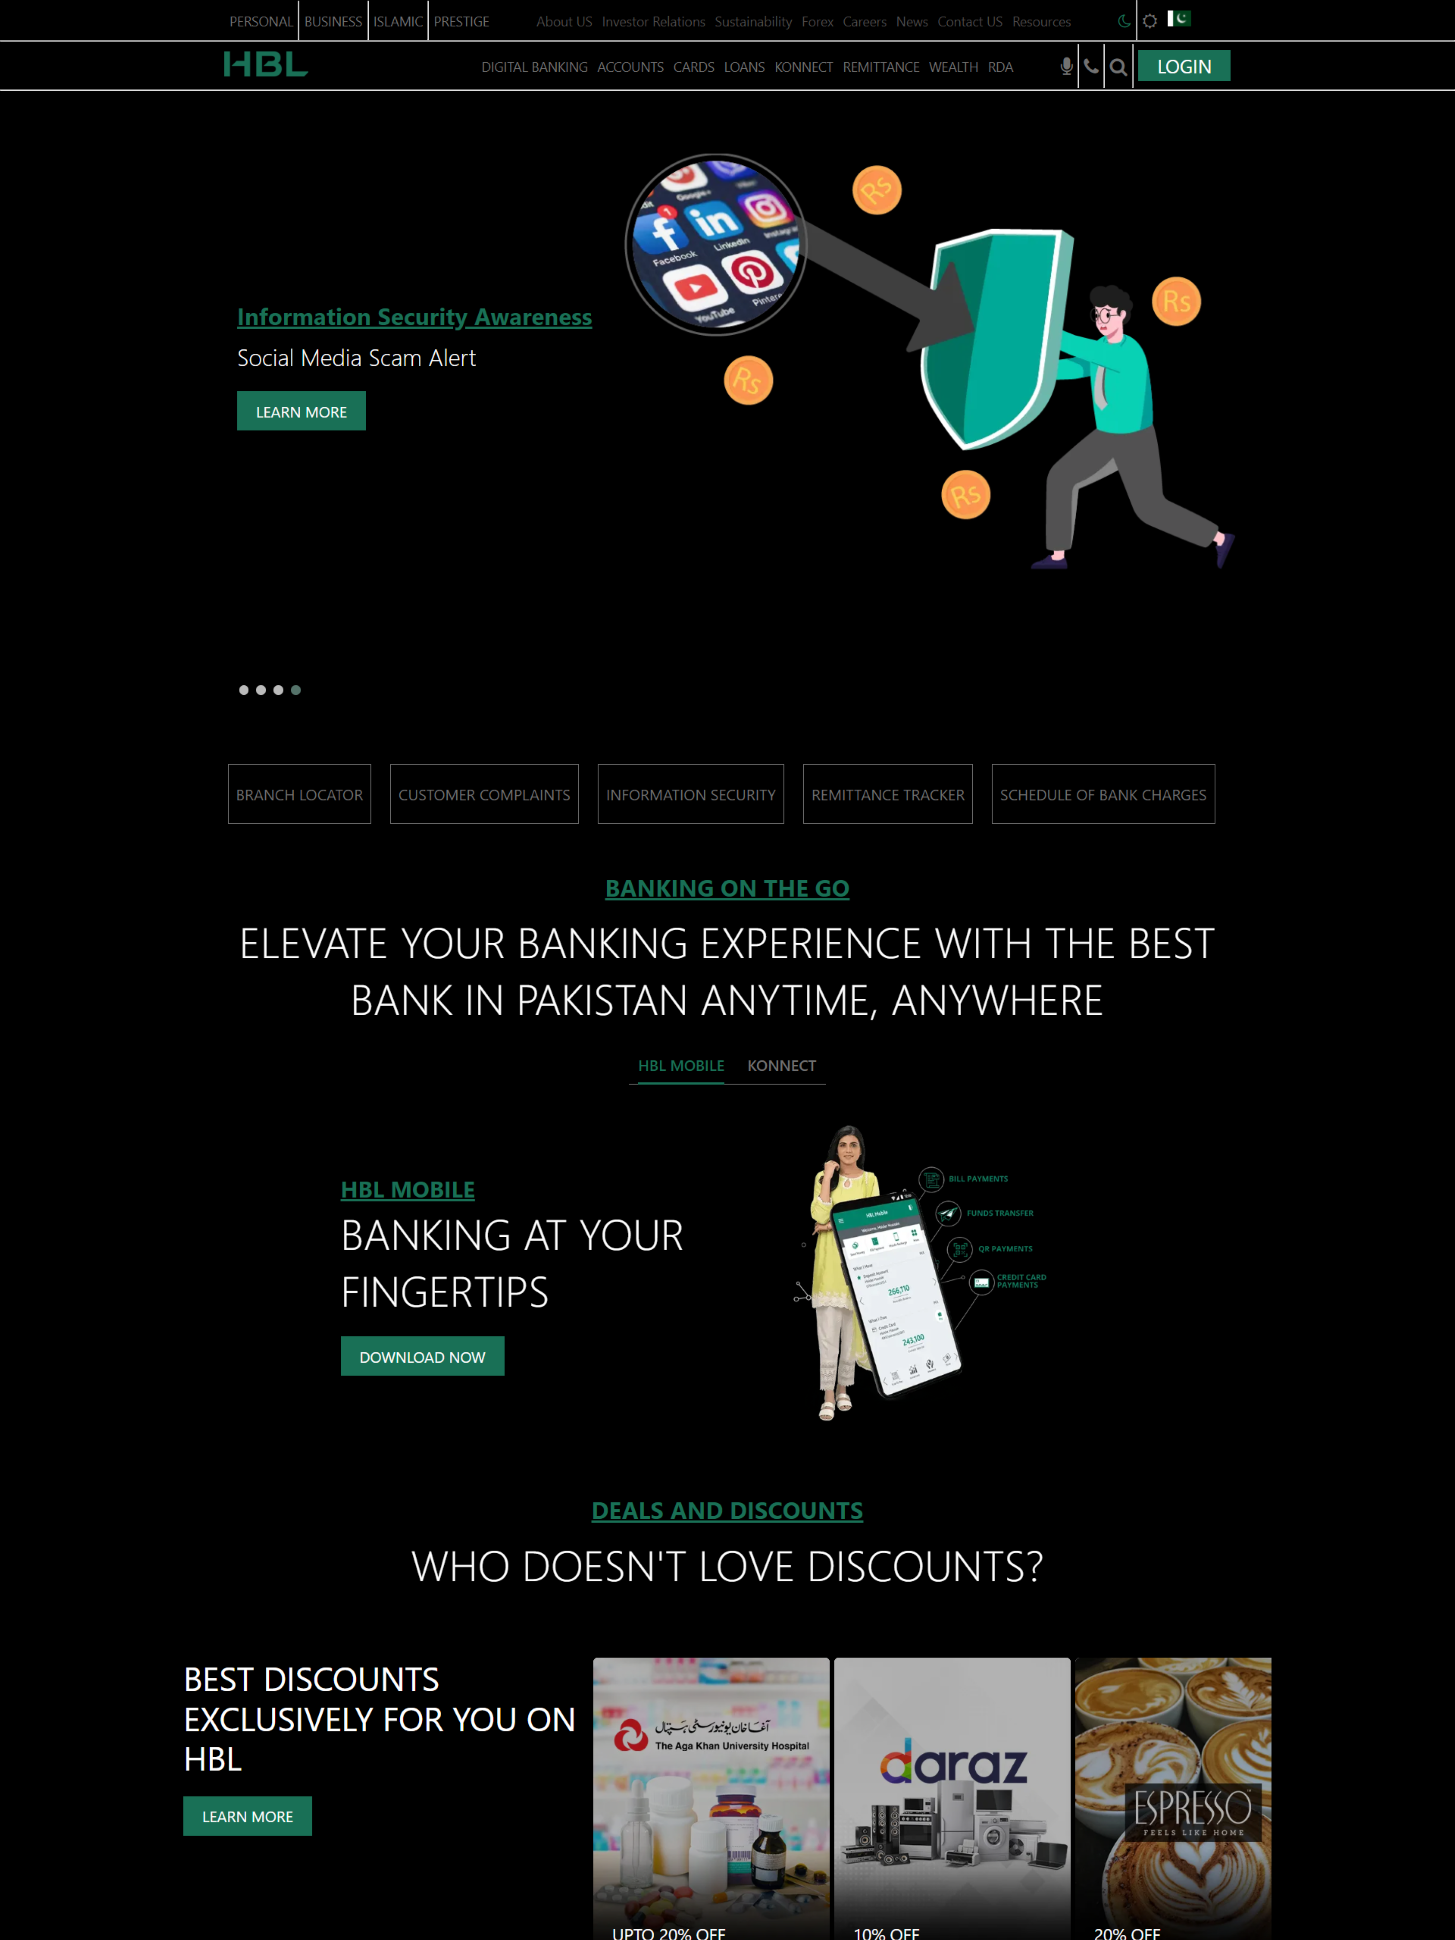 PERSONAL BUSINESS ISLAMIC PRESTIGE About US Investor Relations Sustainability Forex Careers News Contact US Resources
HBL DIGITAL BANKING ACCOUNTS CARDS LOANS KONNECT REMITTANCE WEALTH RDA LOGIN
Google+
Facebook
LinkedIn
YouTube
Rs
Rs
Rs
Rs
Information Security Awareness
Social Media Scam Alert
LEARN MORE
BRANCH LOCATOR CUSTOMER COMPLAINTS INFORMATION SECURITY REMITTANCE TRACKER SCHEDULE OF BANK CHARGES
BANKING ON THE GO
ELEVATE YOUR BANKING EXPERIENCE WITH THE BEST
BANK IN PAKISTAN ANYTIME, ANYWHERE
HBL MOBILE KONNECT
HBL MOBILE
BANKING AT YOUR
FINGERTIPS
DOWNLOAD NOW
BILL PAYMENTS
FUNDS TRANSFER
QR PAYMENTS
CREDIT CARD
PAYMENTS
HBL Mobile
266,110
243,100
DEALS AND DISCOUNTS
WHO DOESN'T LOVE DISCOUNTS?
BEST DISCOUNTS
EXCLUSIVELY FOR YOU ON
HBL
LEARN MORE
آغا خان یونیورسٹی ہسپتال
The Aga Khan University Hospital
UPTO 20% OFF
daraz
10% OFF
ESPRESSO
FEELS LIKE HOME
20% OFF